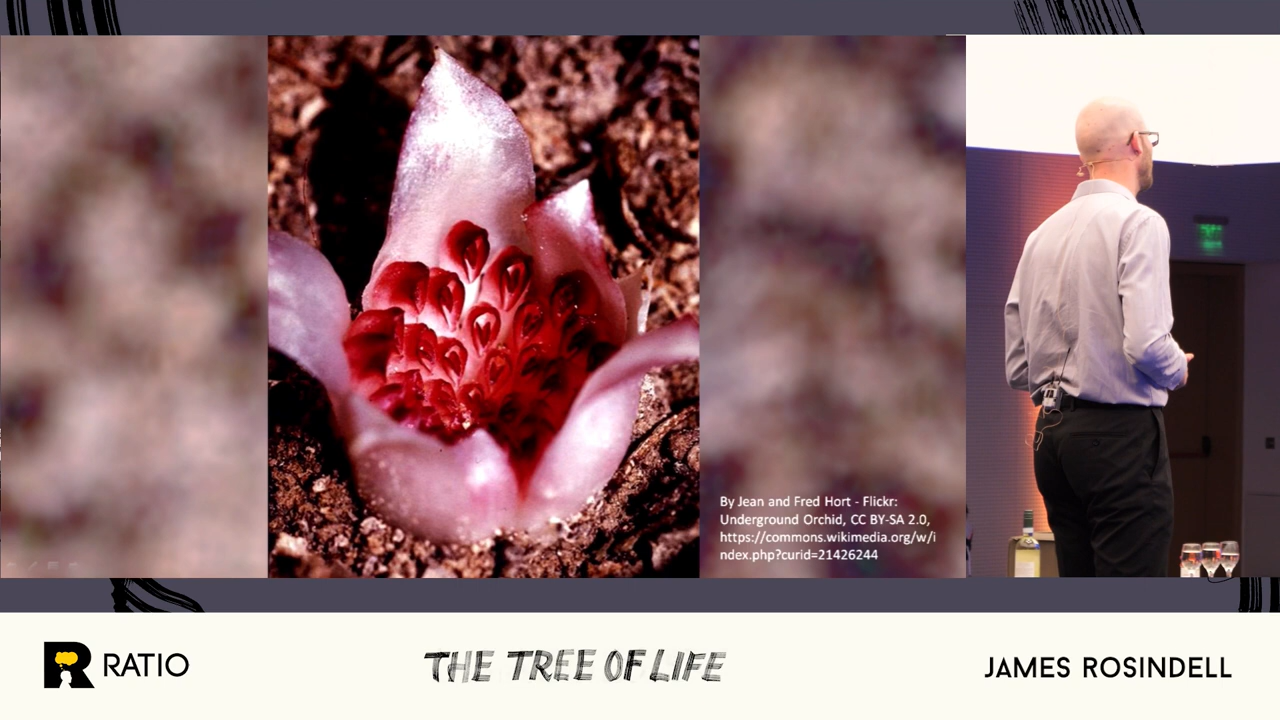 By Jean and Fred Hort - Flickr:
Underground Orchid, CC BY-SA 2.0,
https://commons.wikimedia.org/w/i
ndex.php?curid=21426244
RATIO
THE TREE OF LIFE
JAMES ROSINDELL